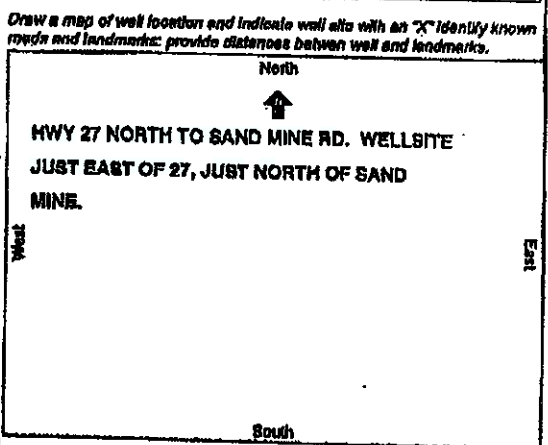 Draw a map of well location and indicate well site with an "X" identify known
roads and landmarks: provide distances between well and landmarks.
North
HWY 27 NORTH TO SAND MINE RD. WELLSITE
JUST EAST OF 27, JUST NORTH OF SAND
MINE.
West
East
South